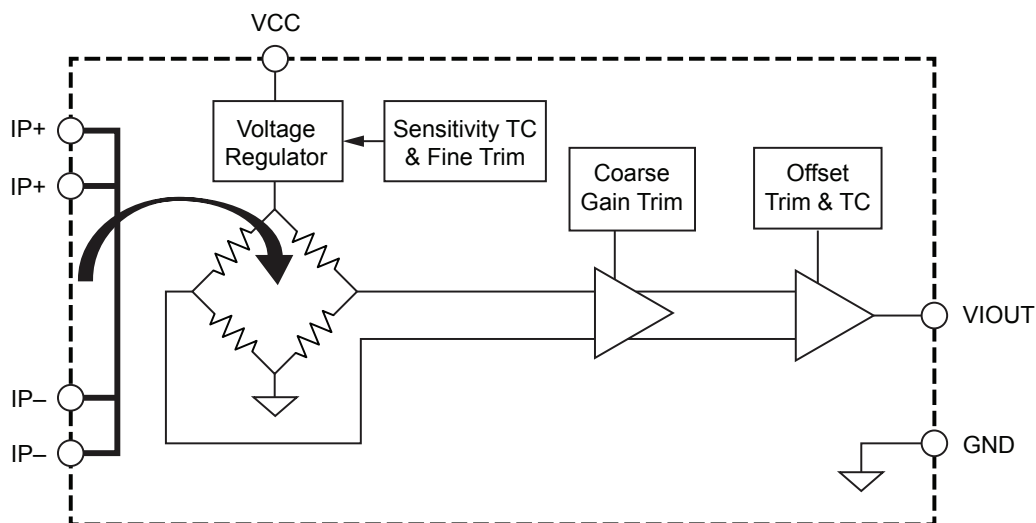 VCC
IP+
IP+
Voltage
Regulator
Sensitivity TC
& Fine Trim
Coarse
Gain Trim
Offset
Trim & TC
VIOUT
IP–
IP–
GND